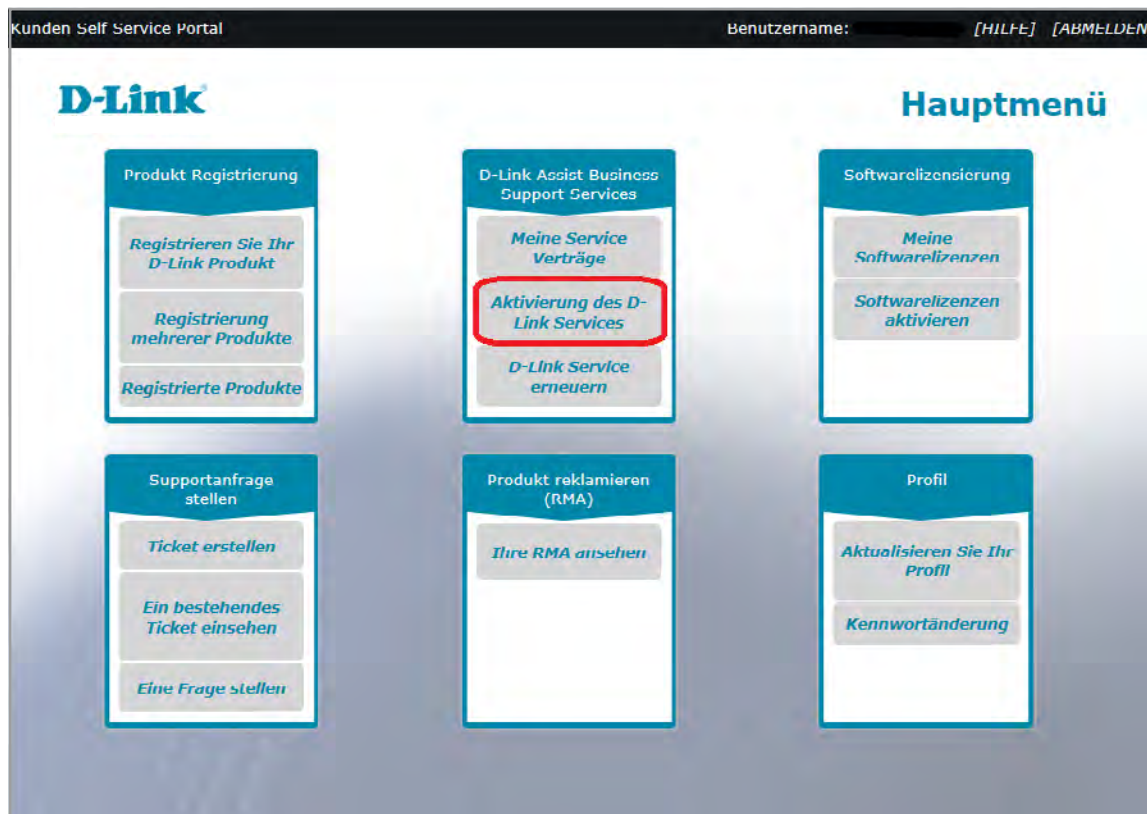 Kunden Self Service Portal
Benutzername:
[HILFE] [ABMELDEN
D-Link
Hauptmenü
Produkt Registrierung
Registrieren Sie Ihr
D-Link Produkt
Registrierung
mehrerer Produkte
Registrierte Produkte
D-Link Assist Business
Support Services
Meine Service
Verträge
Aktivierung des D-
Link Services
D-Link Service
erneuern
Softwarelizensierung
Meine
Softwarelizenzen
Softwarelizenzen
aktivieren
Supportanfrage
stellen
Ticket erstellen
Ein bestehendes
Ticket einsehen
Eine Frage stellen
Produkt reklamieren
(RMA)
Ihre RMA ansehen
Profil
Aktualisieren Sie Ihr
Profil
Kennwortänderung